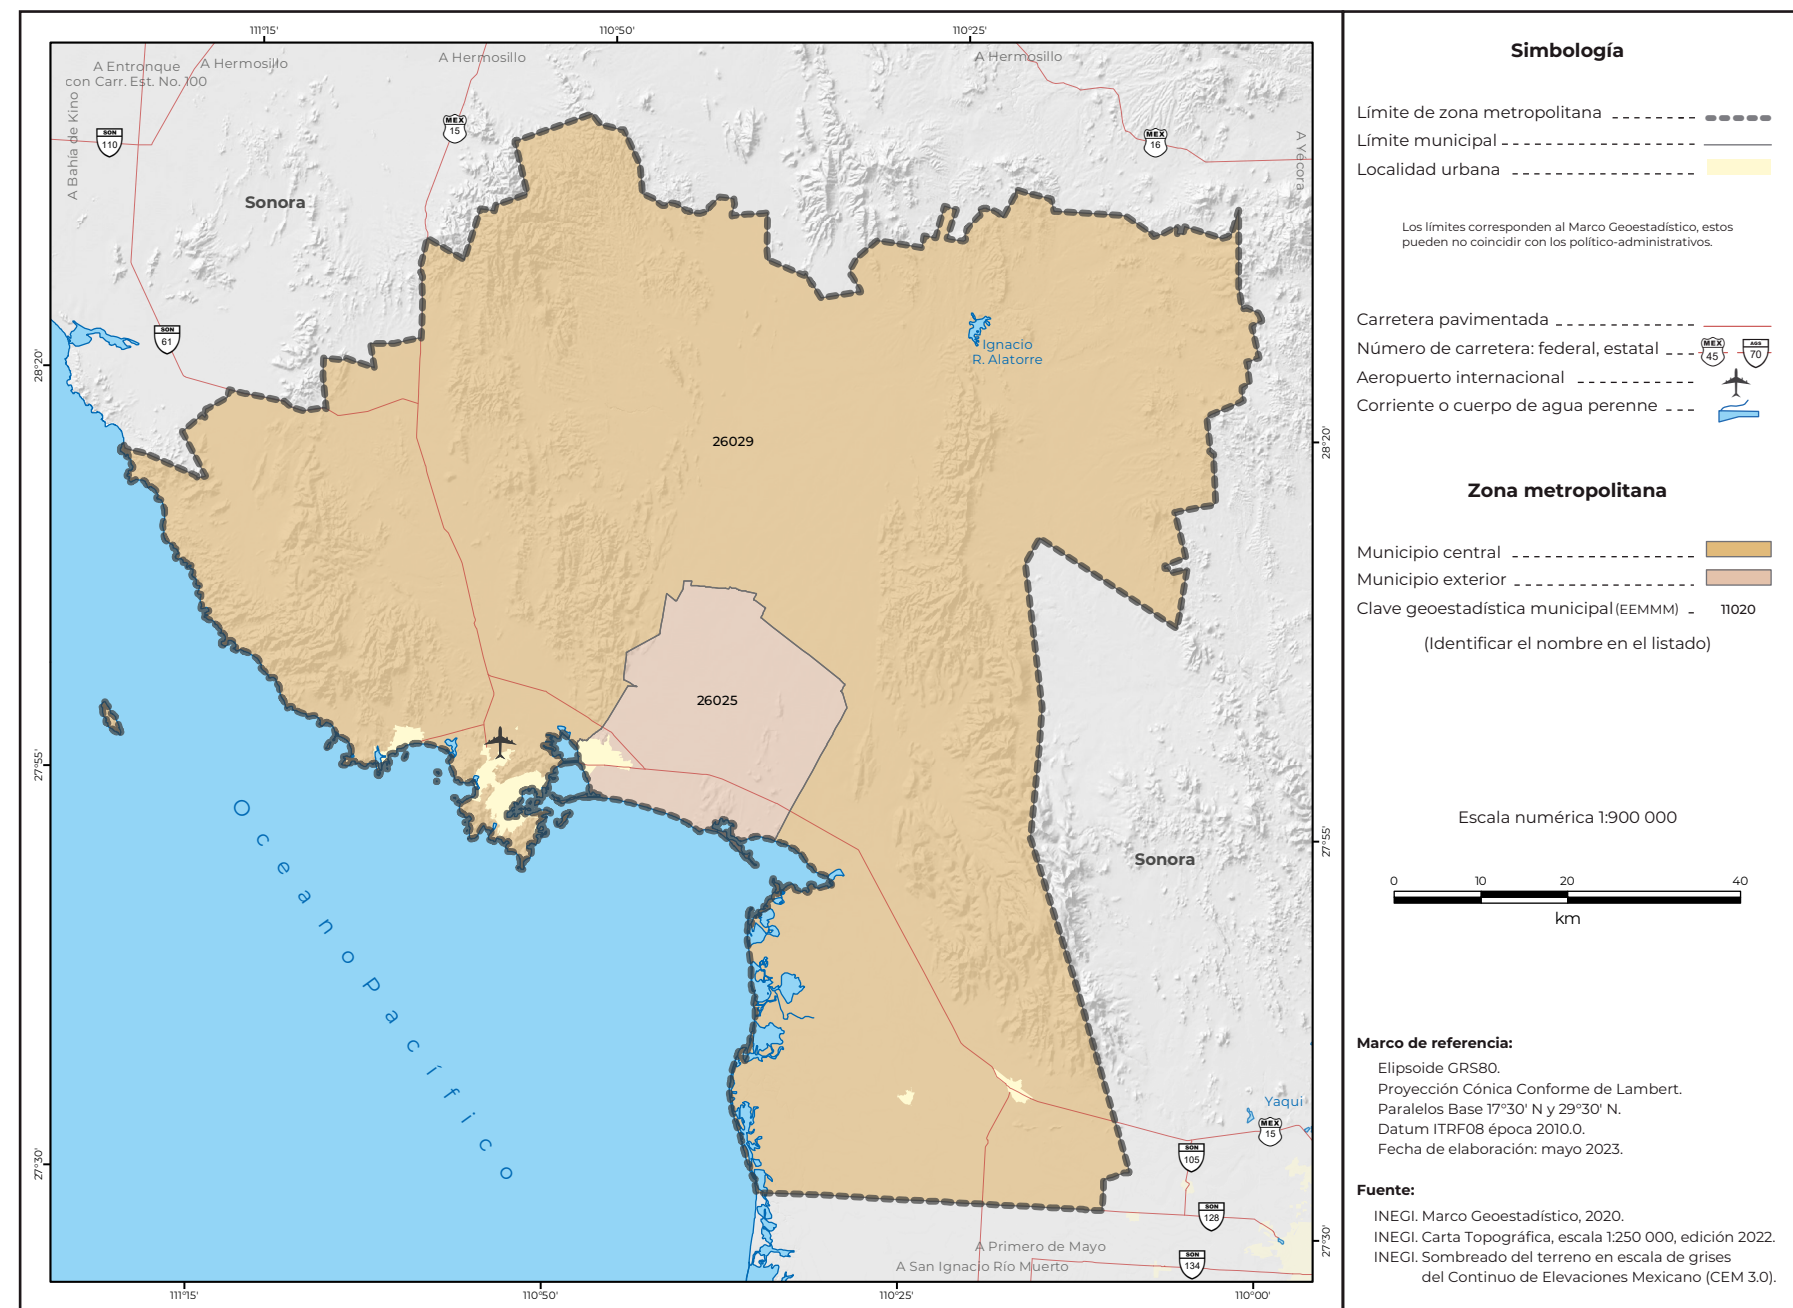 111°15'
110°50'
110°25'
A Entronque
con Carr. Est. No. 100
A Hermosillo
A Hermosillo
A Hermosillo
A Bahía de Kino
A Yécora
SON
110
MEX
15
MEX
16
Sonora
SON
61
28°20'
28°20'
Ignacio
R. Alatorre
26029
26025
27°55'
27°55'
Sonora
Océano Pacífico
Yaqui
MEX
15
SON
105
SON
128
SON
134
27°30'
27°30'
A Primero de Mayo
A San Ignacio Río Muerto
111°15'
110°50'
110°25'
110°00'
Simbología
Límite de zona metropolitana
Límite municipal
Localidad urbana
Los límites corresponden al Marco Geoestadístico, estos
pueden no coincidir con los político-administrativos.
Carretera pavimentada
Número de carretera: federal, estatal
MEX
45
AGS
70
Aeropuerto internacional
Corriente o cuerpo de agua perenne
Zona metropolitana
Municipio central
Municipio exterior
Clave geoestadística municipal(EEMMM) 11020
(Identificar el nombre en el listado)
Escala numérica 1:900 000
0 10 20 40
km
Marco de referencia:
Elipsoide GRS80.
Proyección Cónica Conforme de Lambert.
Paralelos Base 17°30' N y 29°30' N.
Datum ITRF08 época 2010.0.
Fecha de elaboración: mayo 2023.
Fuente:
INEGI. Marco Geoestadístico, 2020.
INEGI. Carta Topográfica, escala 1:250 000, edición 2022.
INEGI. Sombreado del terreno en escala de grises
del Continuo de Elevaciones Mexicano (CEM 3.0).